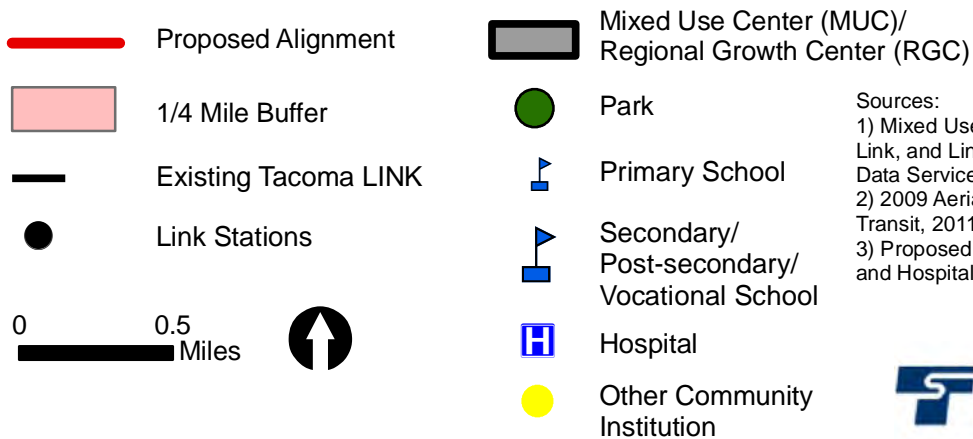 Proposed Alignment
1/4 Mile Buffer
Existing Tacoma LINK
Link Stations
0 0.5
Miles
Mixed Use Center (MUC)/
Regional Growth Center (RGC)
Park
Primary School
Secondary/
Post-secondary/
Vocational School
H
Hospital
Other Community
Institution
Sources:
1) Mixed Use
Link, and
Data Service
2) 2009
Transit, 2011
3) Proposed
and Hospital